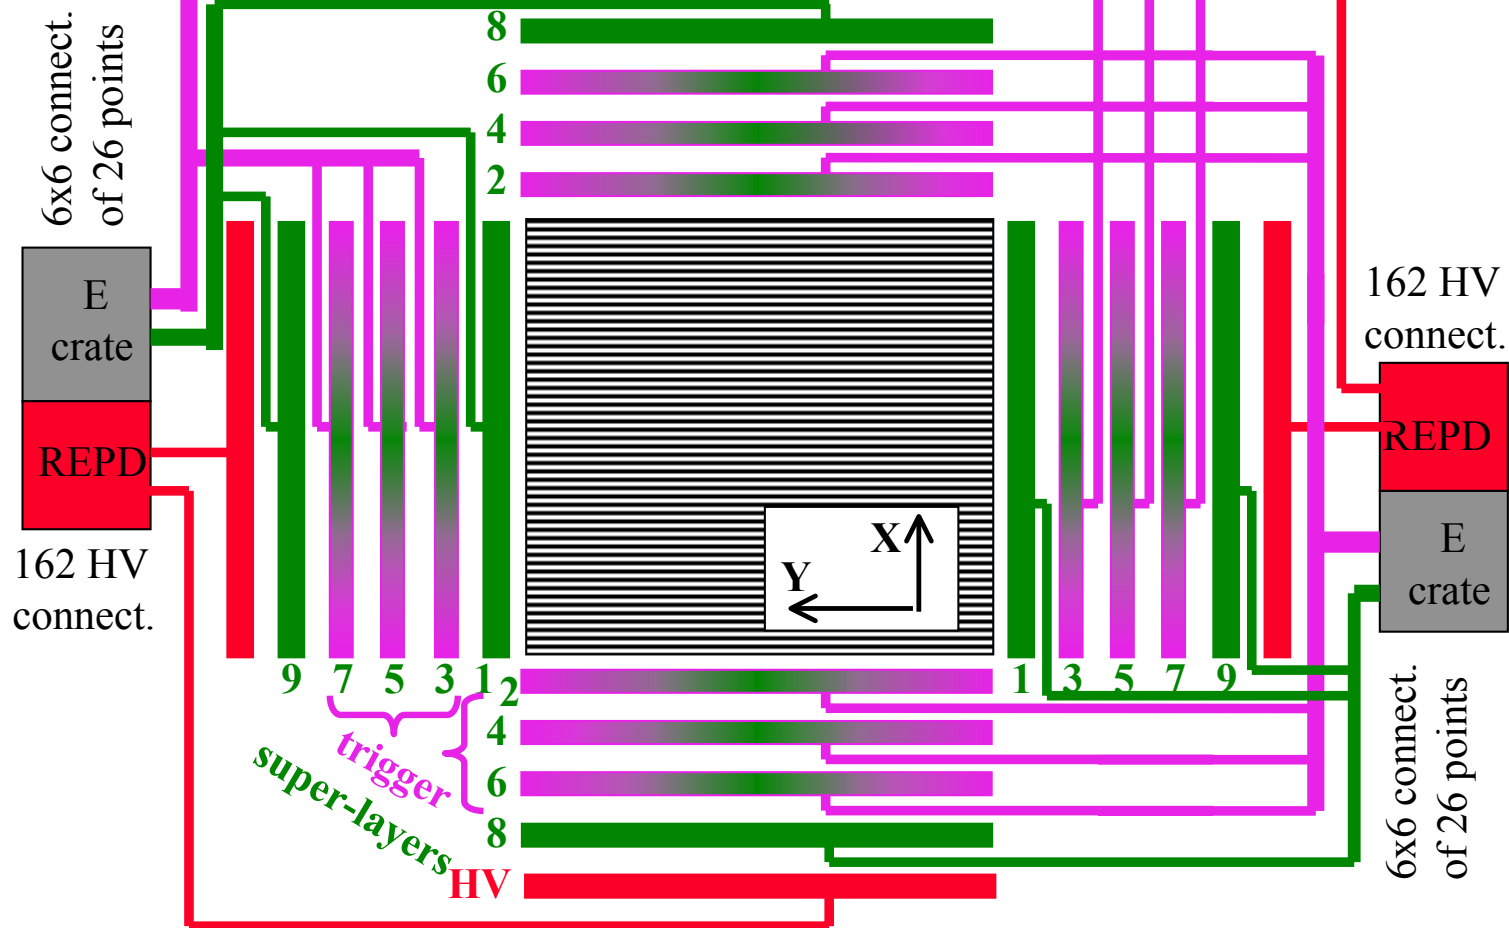 6x6 connect.
of 26 points
8
6
4
2
E
crate
REPD
162 HV
connect.
162 HV
connect.
REPD
E
crate
6x6 connect.
of 26 points
X
Y
9
7
5
3
1
2
4
6
8
HV
1
3
5
7
9
trigger
super-layers